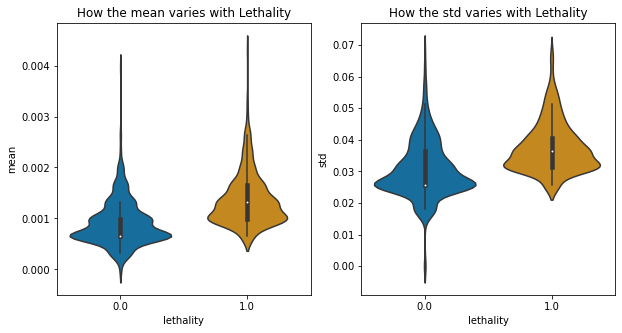 How the mean varies with Lethality
0.004
0.003
0.002
0.001
0.000
mean
0.0
1.0
lethality
How the std varies with Lethality
0.07
0.06
0.05
0.04
0.03
0.02
0.01
0.00
std
0.0
1.0
lethality